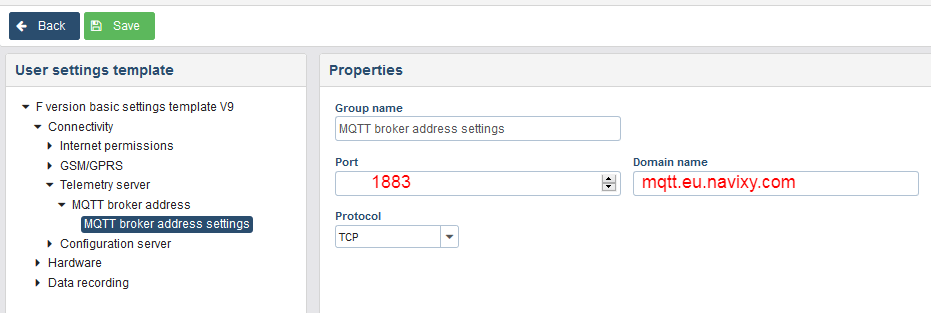 Back Save
User settings template
F version basic settings template V9
Connectivity
Internet permissions
GSM/GPRS
Telemetry server
MQTT broker address
MQTT broker address settings
Configuration server
Hardware
Data recording
Properties
Group name
MQTT broker address settings
Port Domain name
1883 mqtt.eu.navixy.com
Protocol
TCP